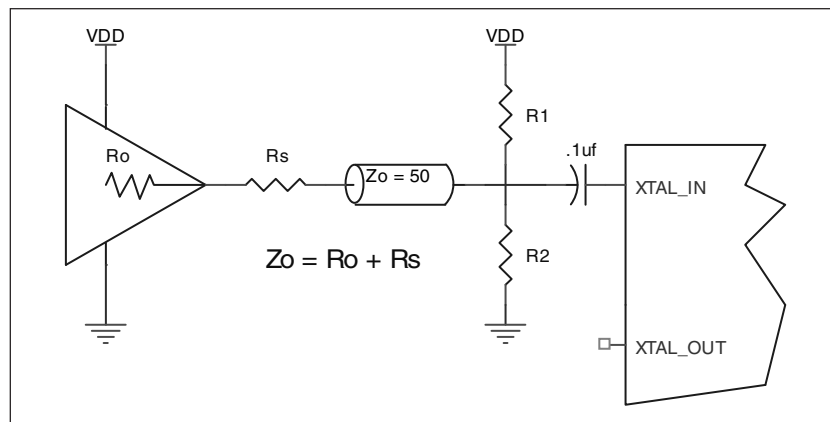 VDD
VDD
R1
Ro
Rs
.1uf
Zo = 50
XTAL_IN
Zo = Ro + Rs
R2
XTAL_OUT